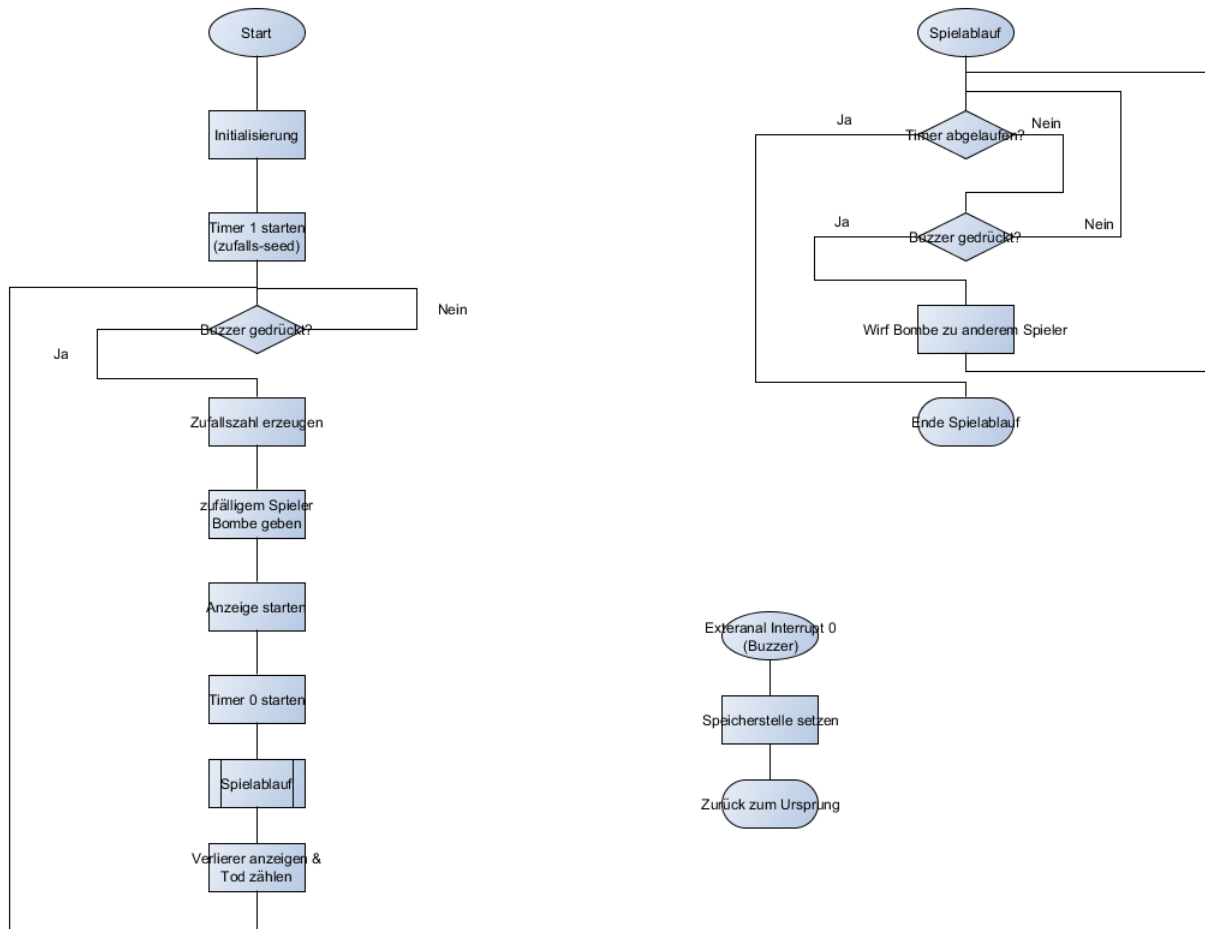 Start
Initialisierung
Timer 1 starten
(zufalls-seed)
Buzzer gedrückt?
Nein
Ja
Zufallszahl erzeugen
zufälligem Spieler
Bombe geben
Anzeige starten
Timer 0 starten
Spielablauf
Verlierer anzeigen &
Tod zählen
Spielablauf
Ja
Timer abgelaufen?
Nein
Ja
Buzzer gedrückt?
Nein
Wirf Bombe zu anderem Spieler
Ende Spielablauf
Exteranal Interrupt 0
(Buzzer)
Speicherstelle setzen
Zurück zum Ursprung